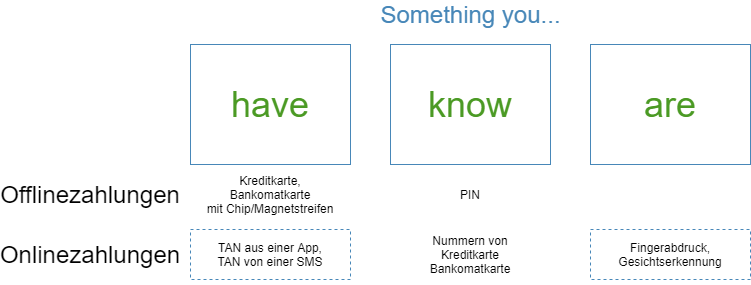 Something you...
have
know
are
Offlinezahlungen
Kreditkarte,
Bankomatkarte
mit Chip/Magnetstreifen
PIN
Onlinezahlungen
TAN aus einer App,
TAN von einer SMS
Nummern von
Kreditkarte
Bankomatkarte
Fingerabdruck,
Gesichtserkennung